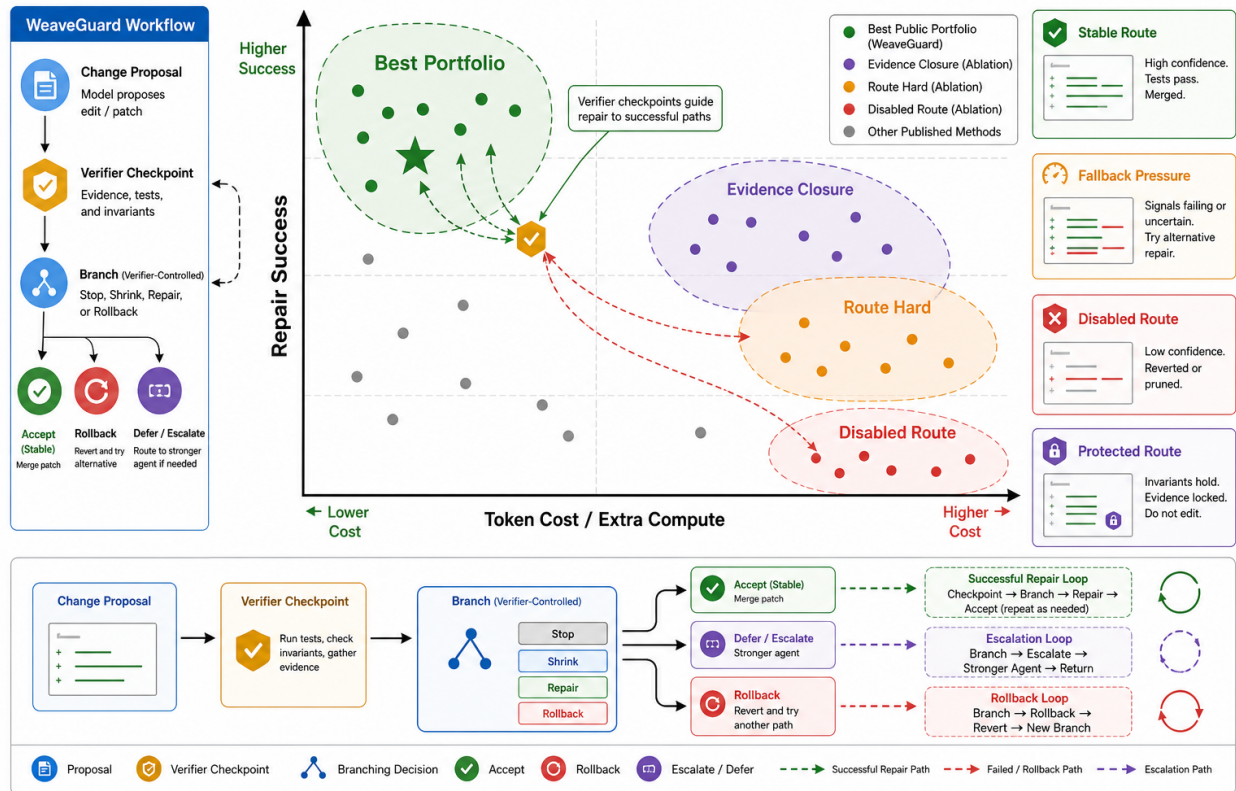 WeaveGuard Workflow
Change Proposal
Model proposes
edit / patch
Verifier Checkpoint
Evidence, tests,
and invariants
Branch (Verifier-Controlled)
Stop, Shrink, Repair,
or Rollback
Accept
(Stable)
Merge patch
Rollback
Revert and try
alternative
Defer / Escalate
Route to stronger
agent if needed
Higher
Success
Repair Success
Best Portfolio
Verifier checkpoints guide
repair to successful paths
Evidence Closure
Route Hard
Disabled Route
← Lower
Cost
Token Cost / Extra Compute
Higher →
Cost
Best Public Portfolio
(WeaveGuard)
Evidence Closure (Ablation)
Route Hard (Ablation)
Disabled Route (Ablation)
Other Published Methods
Stable Route
High confidence.
Tests pass.
Merged.
Fallback Pressure
Signals failing or
uncertain.
Try alternative
repair.
Disabled Route
Low confidence.
Reverted or
pruned.
Protected Route
Invariants hold.
Evidence locked.
Do not edit.
Change Proposal
Verifier Checkpoint
Run tests, check
invariants, gather
evidence
Branch (Verifier-Controlled)
Stop
Shrink
Repair
Rollback
Accept (Stable)
Merge patch
Defer / Escalate
Stronger agent
Rollback
Revert and try
another path
Successful Repair Loop
Checkpoint → Branch → Repair →
Accept (repeat as needed)
Escalation Loop
Branch → Escalate →
Stronger Agent → Return
Rollback Loop
Branch → Rollback →
Revert → New Branch
Proposal
Verifier Checkpoint
Branching Decision
Accept
Rollback
Escalate / Defer
Successful Repair Path
Failed / Rollback Path
Escalation Path